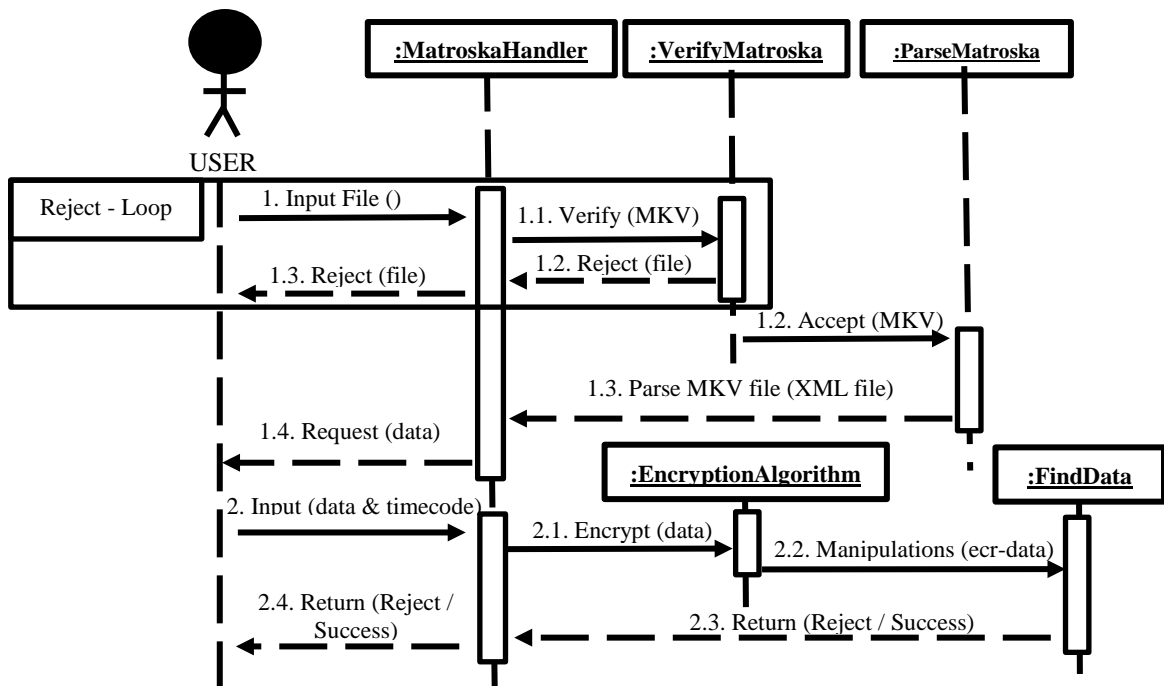 :MatroskaHandler
:VerifyMatroska
:ParseMatroska
USER
Reject - Loop
1. Input File ()
1.1. Verify (MKV)
1.2. Reject (file)
1.3. Reject (file)
1.2. Accept (MKV)
1.3. Parse MKV file (XML file)
1.4. Request (data)
:EncryptionAlgorithm
:FindData
2. Input (data & timecode)
2.1. Encrypt (data)
2.2. Manipulations (ecr-data)
2.3. Return (Reject / Success)
2.4. Return (Reject /
Success)